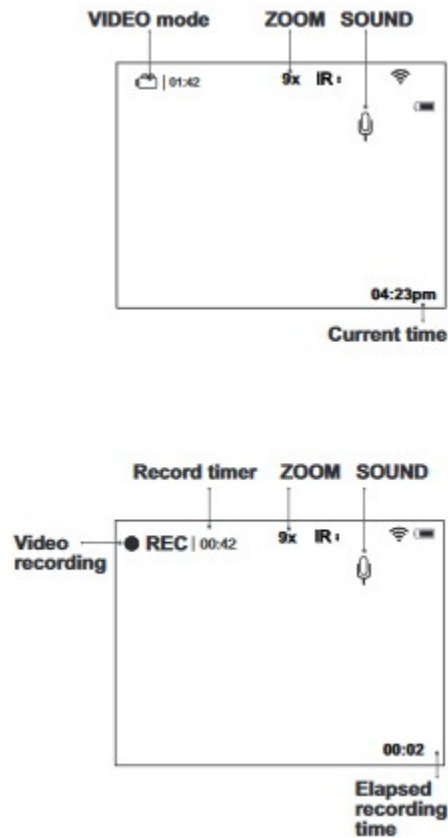 VIDEO mode ZOOM SOUND
| 01:42 9x IR :
04:23pm
Current time
Record timer ZOOM SOUND
Video
recording
REC | 00:42 9x IR :
00:02
Elapsed
recording
time